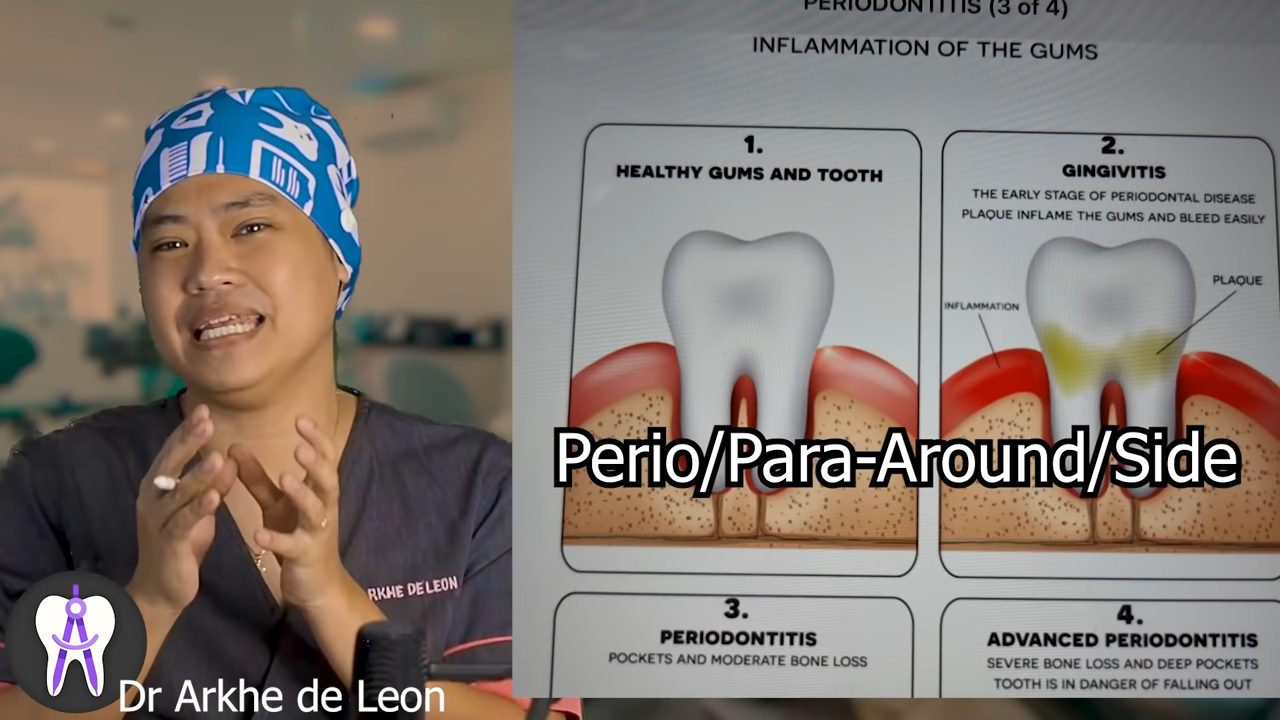 PERIODONTITIS (3 of 4)
INFLAMMATION OF THE GUMS
1.
HEALTHY GUMS AND TOOTH
2.
GINGIVITIS
THE EARLY STAGE OF PERIODONTAL DISEASE
PLAQUE INFLAME THE GUMS AND BLEED EASILY
INFLAMMATION
PLAQUE
Perio/Para-Around/Side
3.
PERIODONTITIS
POCKETS AND MODERATE BONE LOSS
4.
ADVANCED PERIODONTITIS
SEVERE BONE LOSS AND DEEP POCKETS
TOOTH IS IN DANGER OF FALLING OUT
ARKHE DE LEON
Dr Arkhe de Leon